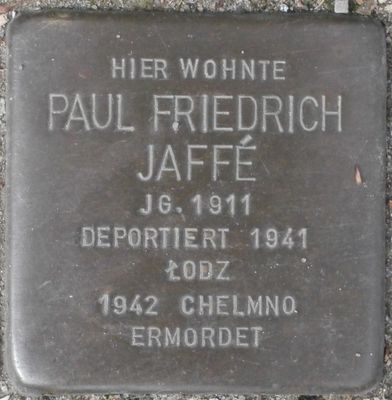 HIER WOHNTE
PAUL FRIEDRICH
JAFFÉ
JG. 1911
DEPORTIERT 1941
ŁODZ
1942 CHELMNO
ERMORDET